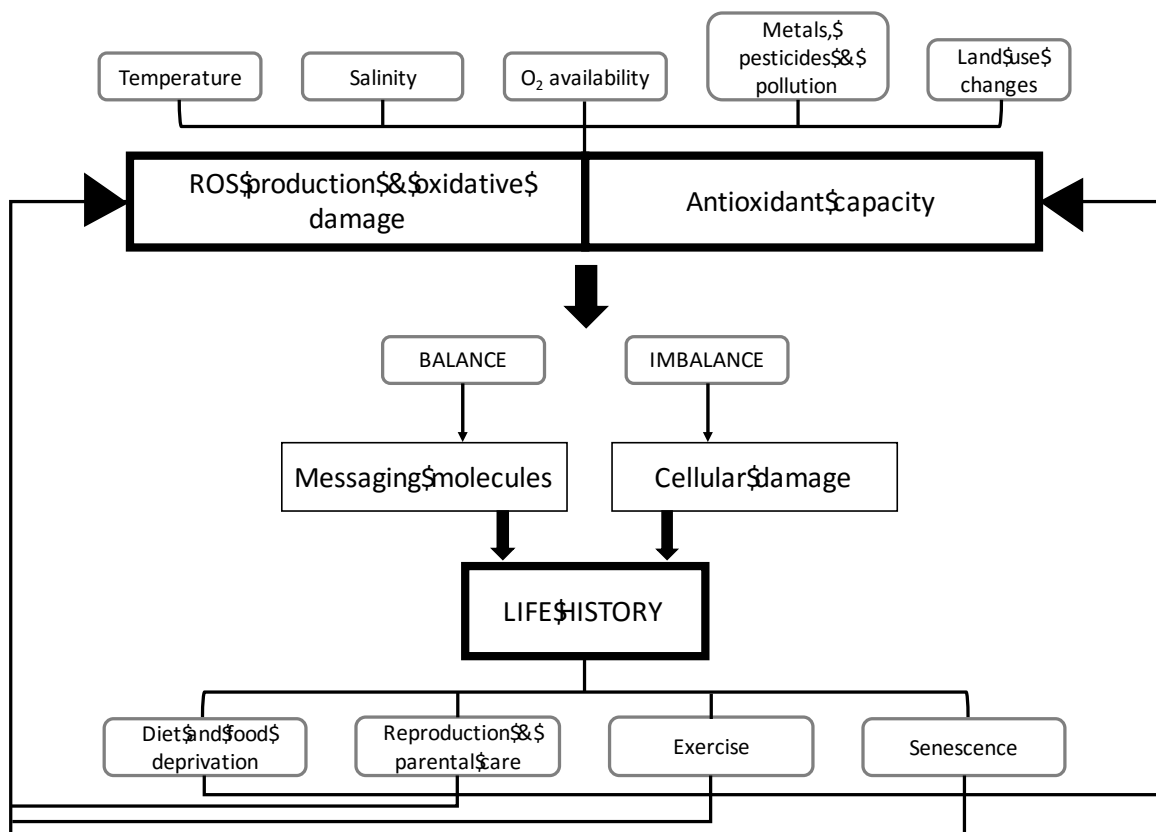 Metals,$
pesticides$&$
pollution
Temperature
Salinity
O₂ availability
Land$use$
changes
ROS$production$&$oxidative$
damage
Antioxidant$capacity
BALANCE
IMBALANCE
Messaging$molecules
Cellular$damage
LIFE$HISTORY
Diet$and$food$
deprivation
Reproduction$&$
parental$care
Exercise
Senescence